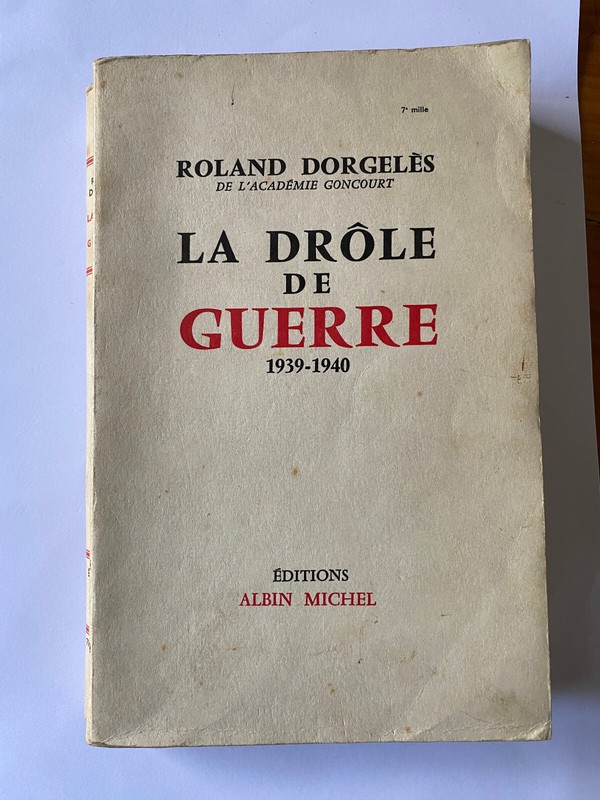 7e mille
ROLAND DORGELÈS
DE L'ACADÉMIE GONCOURT
LA DRÔLE
DE
GUERRE
1939-1940
ÉDITIONS
ALBIN MICHEL